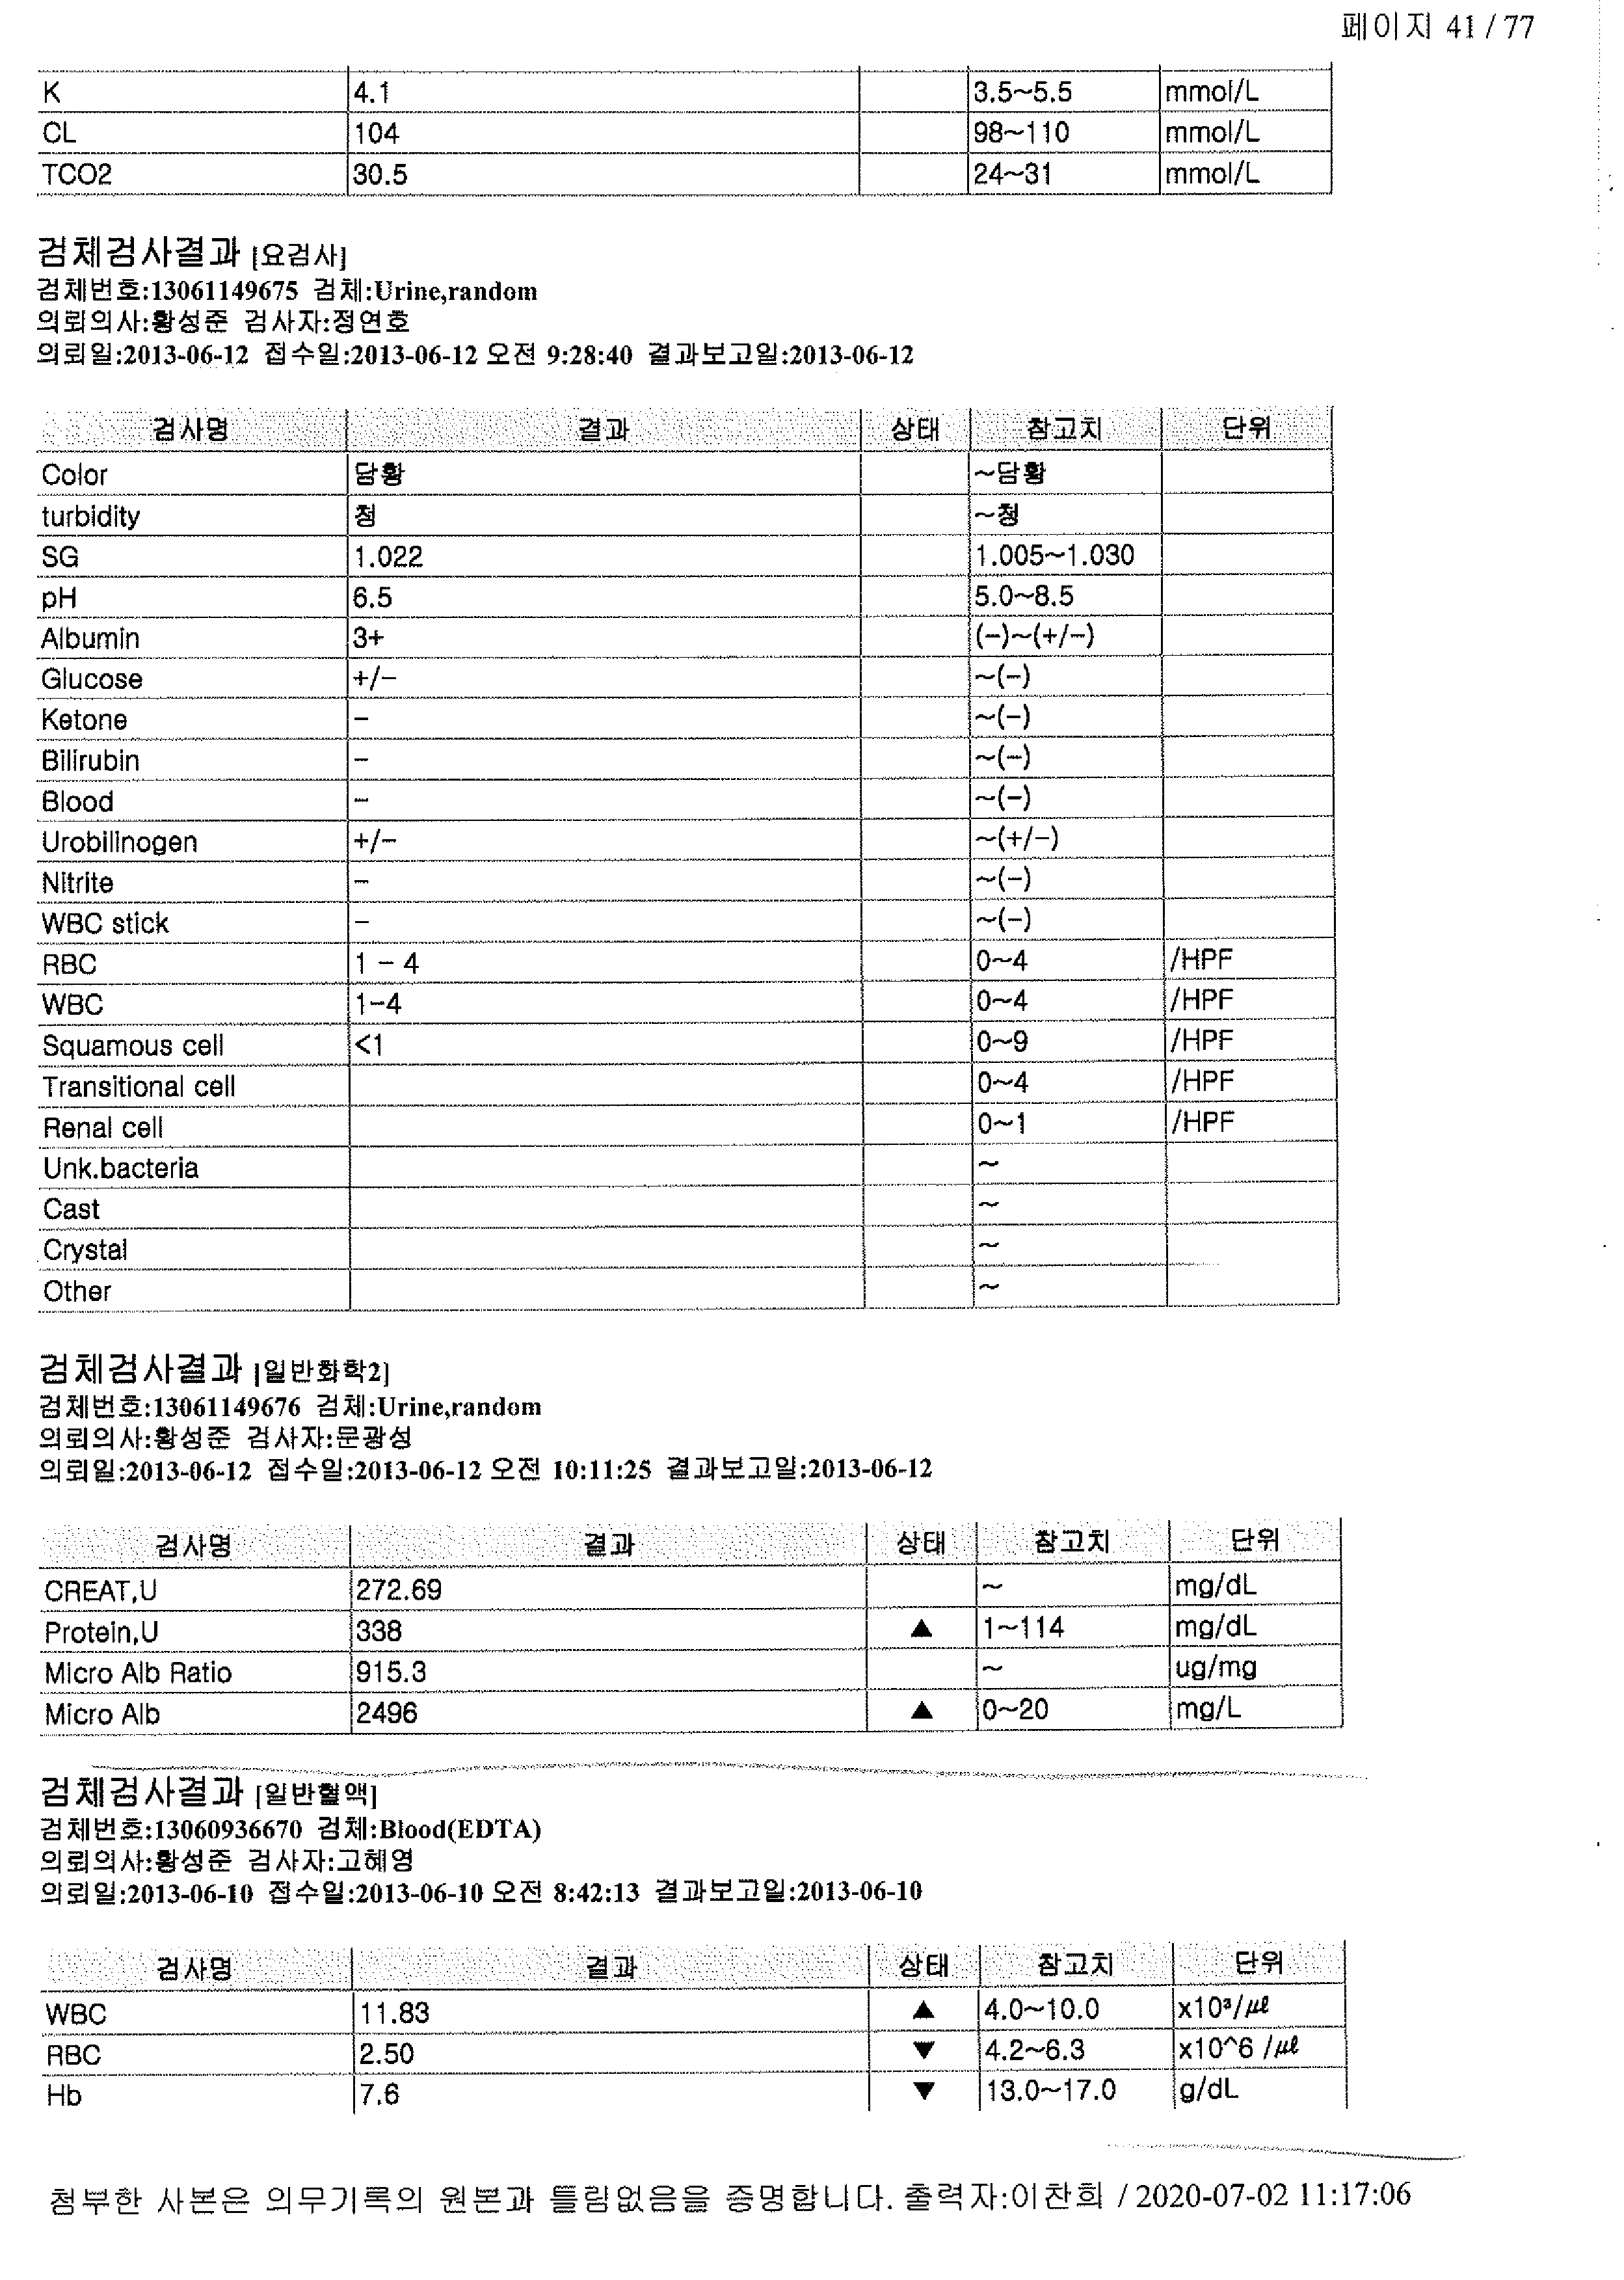 페이지 41 / 77
K 4.1 3.5~5.5 mmol/L
CL 104 98~110 mmol/L
TCO2 30.5 24~31 mmol/L
검체검사결과 [요검사]
검체번호:13061149675 검체:Urine,random
의뢰의사:황성준 검사자:정연호
의뢰일:2013-06-12 접수일:2013-06-12 오전 9:28:40 결과보고일:2013-06-12
검사명 결과 상태 참고치 단위
Color 담황 ~담황
turbidity 청 ~청
SG 1.022 1.005~1.030
pH 6.5 5.0~8.5
Albumin 3+ (-)~(+/-)
Glucose +/- ~(-)
Ketone - ~(-)
Bilirubin - ~(-)
Blood - ~(-)
Urobilinogen +/- ~(+/-)
Nitrite - ~(-)
WBC stick - ~(-)
RBC 1 - 4 0~4 /HPF
WBC 1-4 0~4 /HPF
Squamous cell <1 0~9 /HPF
Transitional cell 0~4 /HPF
Renal cell 0~1 /HPF
Unk.bacteria ~
Cast ~
Crystal ~
Other ~
검체검사결과 [일반화학2]
검체번호:13061149676 검체:Urine,random
의뢰의사:황성준 검사자:문광성
의뢰일:2013-06-12 접수일:2013-06-12 오전 10:11:25 결과보고일:2013-06-12
검사명 결과 상태 참고치 단위
CREAT,U 272.69 ~ mg/dL
Protein,U 338 ▲ 1~114 mg/dL
Micro Alb Ratio 915.3 ~ ug/mg
Micro Alb 2496 ▲ 0~20 mg/L
검체검사결과 [일반혈액]
검체번호:13060936670 검체:Blood(EDTA)
의뢰의사:황성준 검사자:고혜영
의뢰일:2013-06-10 접수일:2013-06-10 오전 8:42:13 결과보고일:2013-06-10
검사명 결과 상태 참고치 단위
WBC 11.83 ▲ 4.0~10.0 x10³/㎕
RBC 2.50 ▼ 4.2~6.3 x10^6 /㎕
Hb 7.6 ▼ 13.0~17.0 g/dL
첨부한 사본은 의무기록의 원본과 틀림없음을 증명합니다. 출력자:이찬희 / 2020-07-02 11:17:06